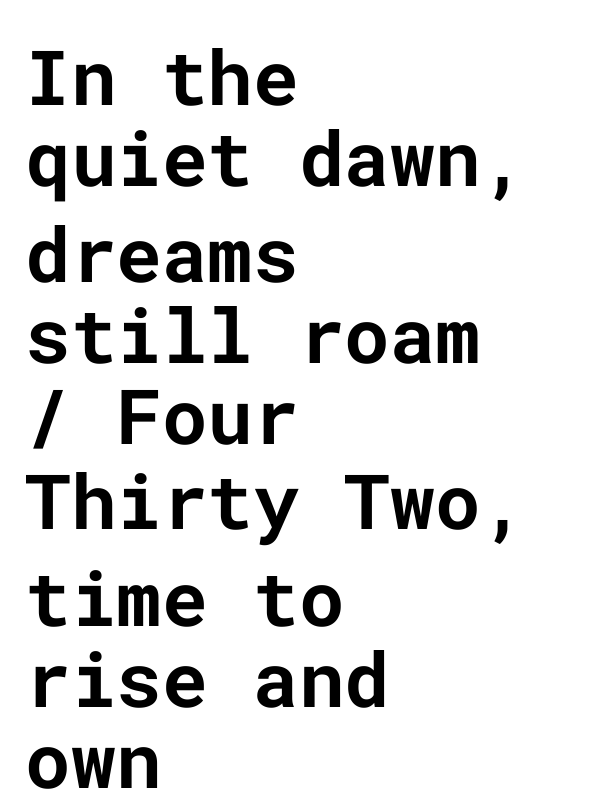 In the
quiet dawn,
dreams
still roam
/ Four
Thirty Two,
time to
rise and
own